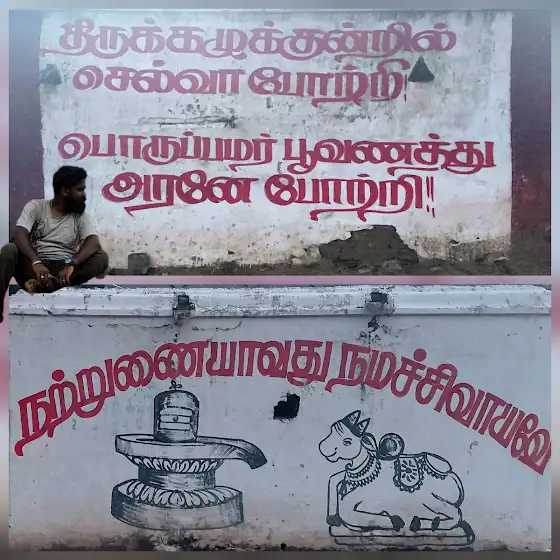 திருக்கழுக்குன்றில்
செல்வா போற்றி
பொருப்பமர் பூவணத்து
அரனே போற்றி!!
நற்றுணையாவது நமச்சிவாயவே